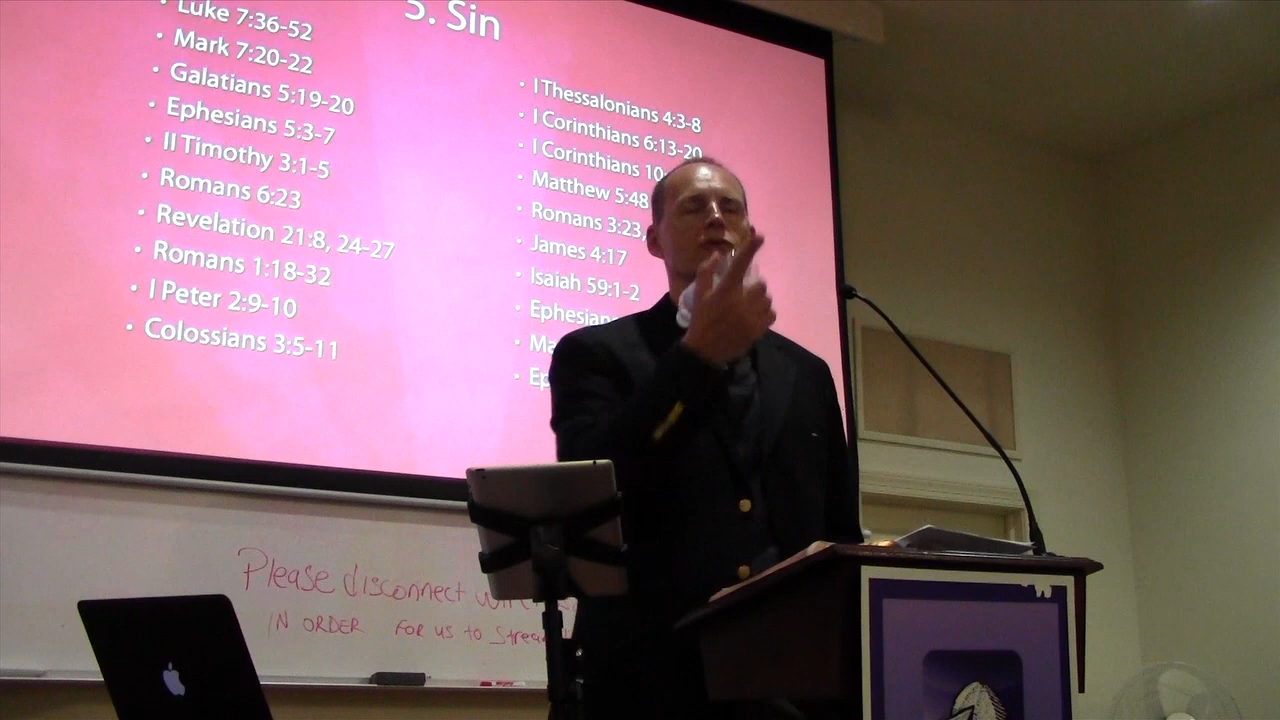 5. Sin
Luke 7:36-52
Mark 7:20-22
Galatians 5:19-20
Ephesians 5:3-7
II Timothy 3:1-5
Romans 6:23
Revelation 21:8, 24-27
Romans 1:18-32
I Peter 2:9-10
Colossians 3:5-11
I Thessalonians 4:3-8
I Corinthians 6:13-20
I Corinthians 10:
Matthew 5:48
Romans 3:23,
James 4:17
Isaiah 59:1-2
Please disconnect
IN ORDER FOR US to Stream